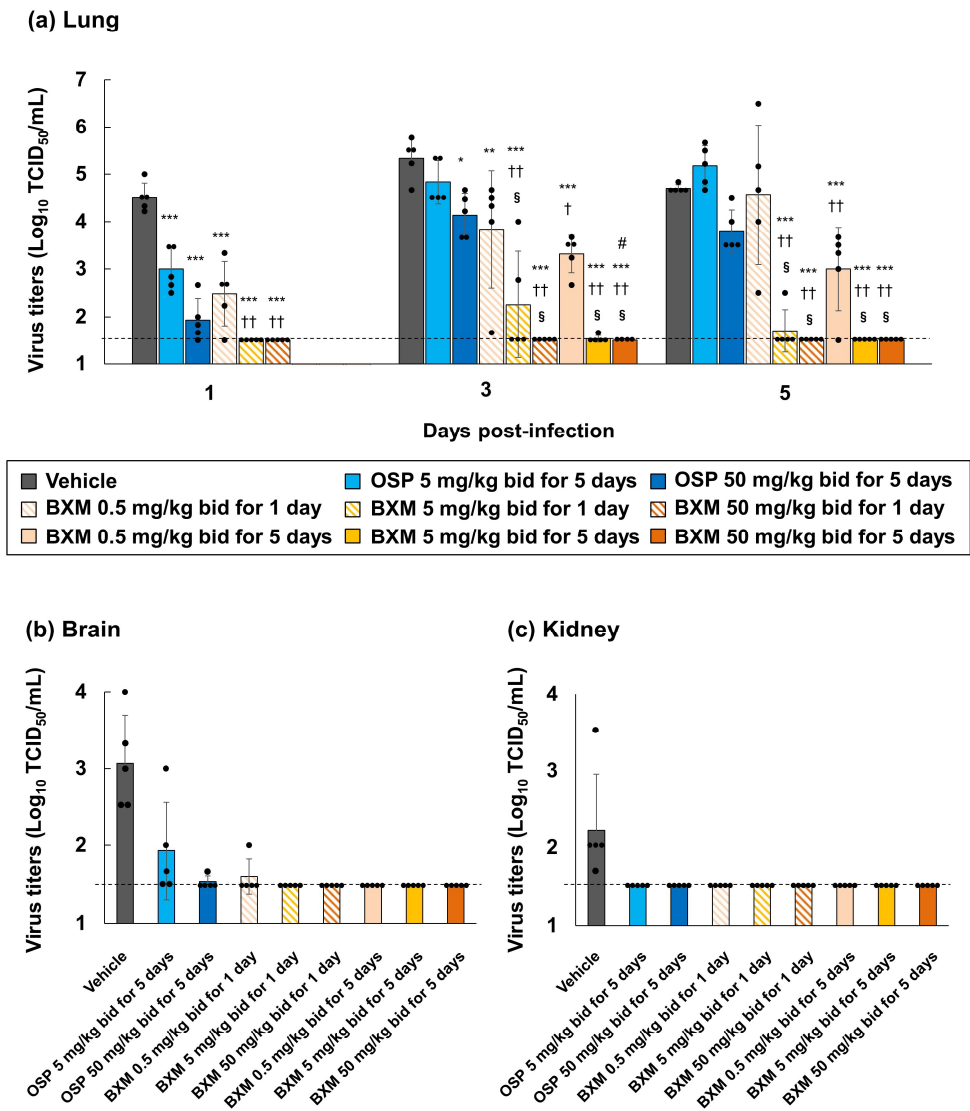 (a) Lung
Virus titers (Log10 TCID50/mL)
7
6
5
4
3
2
1
***
***
***
***
††
***
††
*
**
***
††
§
***
††
§
***
†
***
††
§
#
***
††
§
***
††
§
***
††
§
***
††
***
††
§
***
††
§
1
3
5
Days post-infection
Vehicle
OSP 5 mg/kg bid for 5 days
OSP 50 mg/kg bid for 5 days
BXM 0.5 mg/kg bid for 1 day
BXM 5 mg/kg bid for 1 day
BXM 50 mg/kg bid for 1 day
BXM 0.5 mg/kg bid for 5 days
BXM 5 mg/kg bid for 5 days
BXM 50 mg/kg bid for 5 days
(b) Brain
Virus titers (Log10 TCID50/mL)
4
3
2
1
Vehicle
OSP 5 mg/kg bid for 5 days
OSP 50 mg/kg bid for 5 days
BXM 0.5 mg/kg bid for 1 day
BXM 5 mg/kg bid for 1 day
BXM 50 mg/kg bid for 1 day
BXM 0.5 mg/kg bid for 5 days
BXM 5 mg/kg bid for 5 days
BXM 50 mg/kg bid for 5 days
(c) Kidney
Virus titers (Log10 TCID50/mL)
4
3
2
1
Vehicle
OSP 5 mg/kg bid for 5 days
OSP 50 mg/kg bid for 5 days
BXM 0.5 mg/kg bid for 1 day
BXM 5 mg/kg bid for 1 day
BXM 50 mg/kg bid for 1 day
BXM 0.5 mg/kg bid for 5 days
BXM 5 mg/kg bid for 5 days
BXM 50 mg/kg bid for 5 days